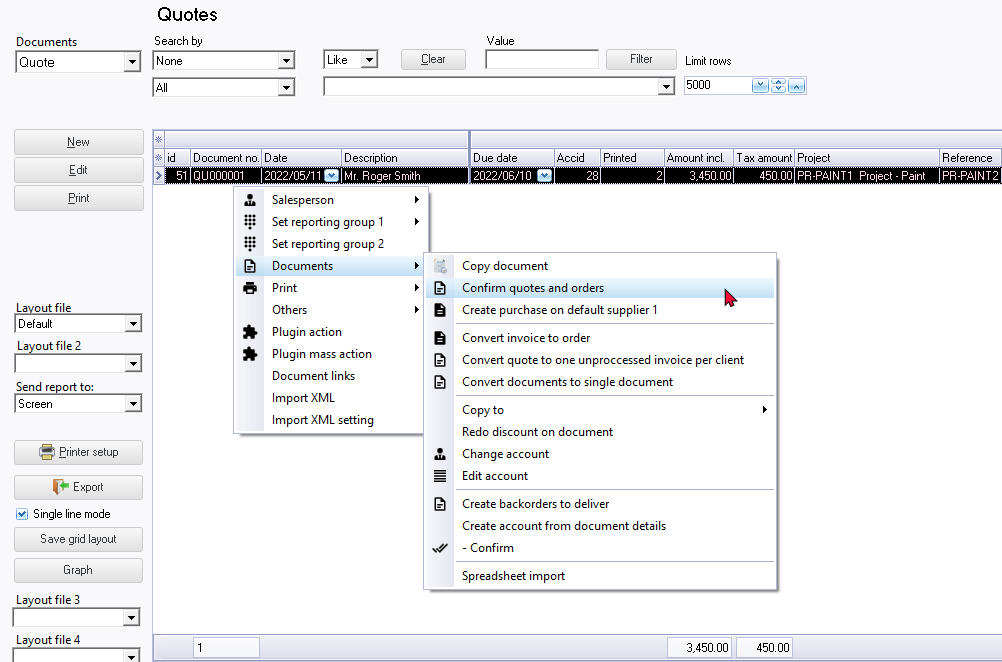 Quotes
Documents
Search by
Value
Quote
None
Like
Clear
Filter
Limit rows
All
5000
New
Edit
Print
id Document no. Date Description Due date Accid Printed Amount incl. Tax amount Project Reference
51 QU000001 2022/05/11 Mr. Roger Smith 2022/06/10 28 2 3,450.00 450.00 PR-PAINT1 Project - Paint PR-PAINT2
Salesperson
Set reporting group 1
Set reporting group 2
Documents
Print
Others
Plugin action
Plugin mass action
Document links
Import XML
Import XML setting
Copy document
Confirm quotes and orders
Create purchase on default supplier 1
Convert invoice to order
Convert quote to one unproccessed invoice per client
Convert documents to single document
Copy to
Redo discount on document
Change account
Edit account
Create backorders to deliver
Create account from document details
- Confirm
Spreadsheet import
Layout file
Default
Layout file 2
Send report to:
Screen
Printer setup
Export
Single line mode
Save grid layout
Graph
Layout file 3
Layout file 4
1 3,450.00 450.00